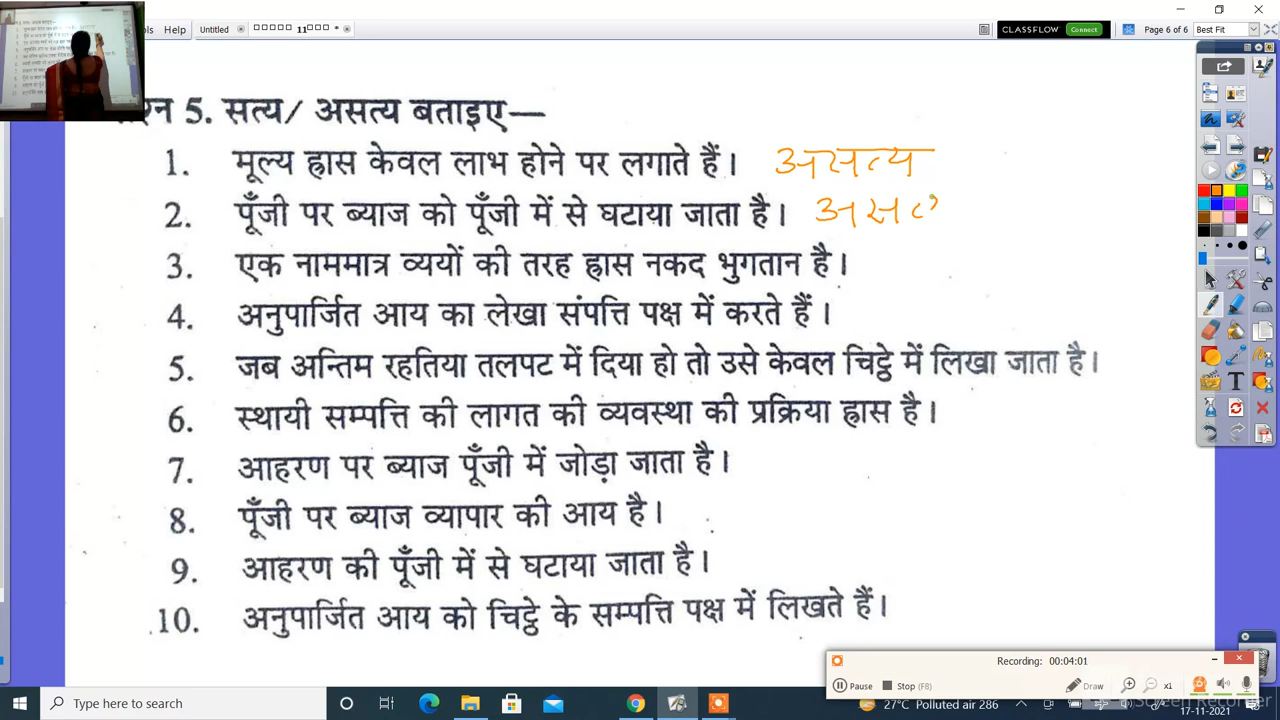 Help
Untitled
□□□□□ 11□□□ *
CLASSFLOW Connect
Page 6 of 6
Best Fit
5. सत्य/ असत्य बताइए—
1. मूल्य ह्रास केवल लाभ होने पर लगाते हैं। असत्य
2. पूँजी पर ब्याज को पूँजी में से घटाया जाता है।
3. एक नाममात्र व्ययों की तरह ह्रास नकद भुगतान है।
4. अनुपार्जित आय का लेखा संपत्ति पक्ष में करते हैं।
5. जब अन्तिम रहतिया तलपट में दिया हो तो उसे केवल चिट्ठे में लिखा जाता है।
6. स्थायी सम्पत्ति की लागत की व्यवस्था की प्रक्रिया ह्रास है।
7. आहरण पर ब्याज पूँजी में जोड़ा जाता है।
8. पूँजी पर ब्याज व्यापार की आय है।
9. आहरण की पूँजी में से घटाया जाता है।
10. अनुपार्जित आय को चिट्ठे के सम्पत्ति पक्ष में लिखते हैं।
Recording: 00:04:01
Pause Stop (F8) Draw x1
Screen Recorder
Type here to search
27°C Polluted air 286
17-11-2021